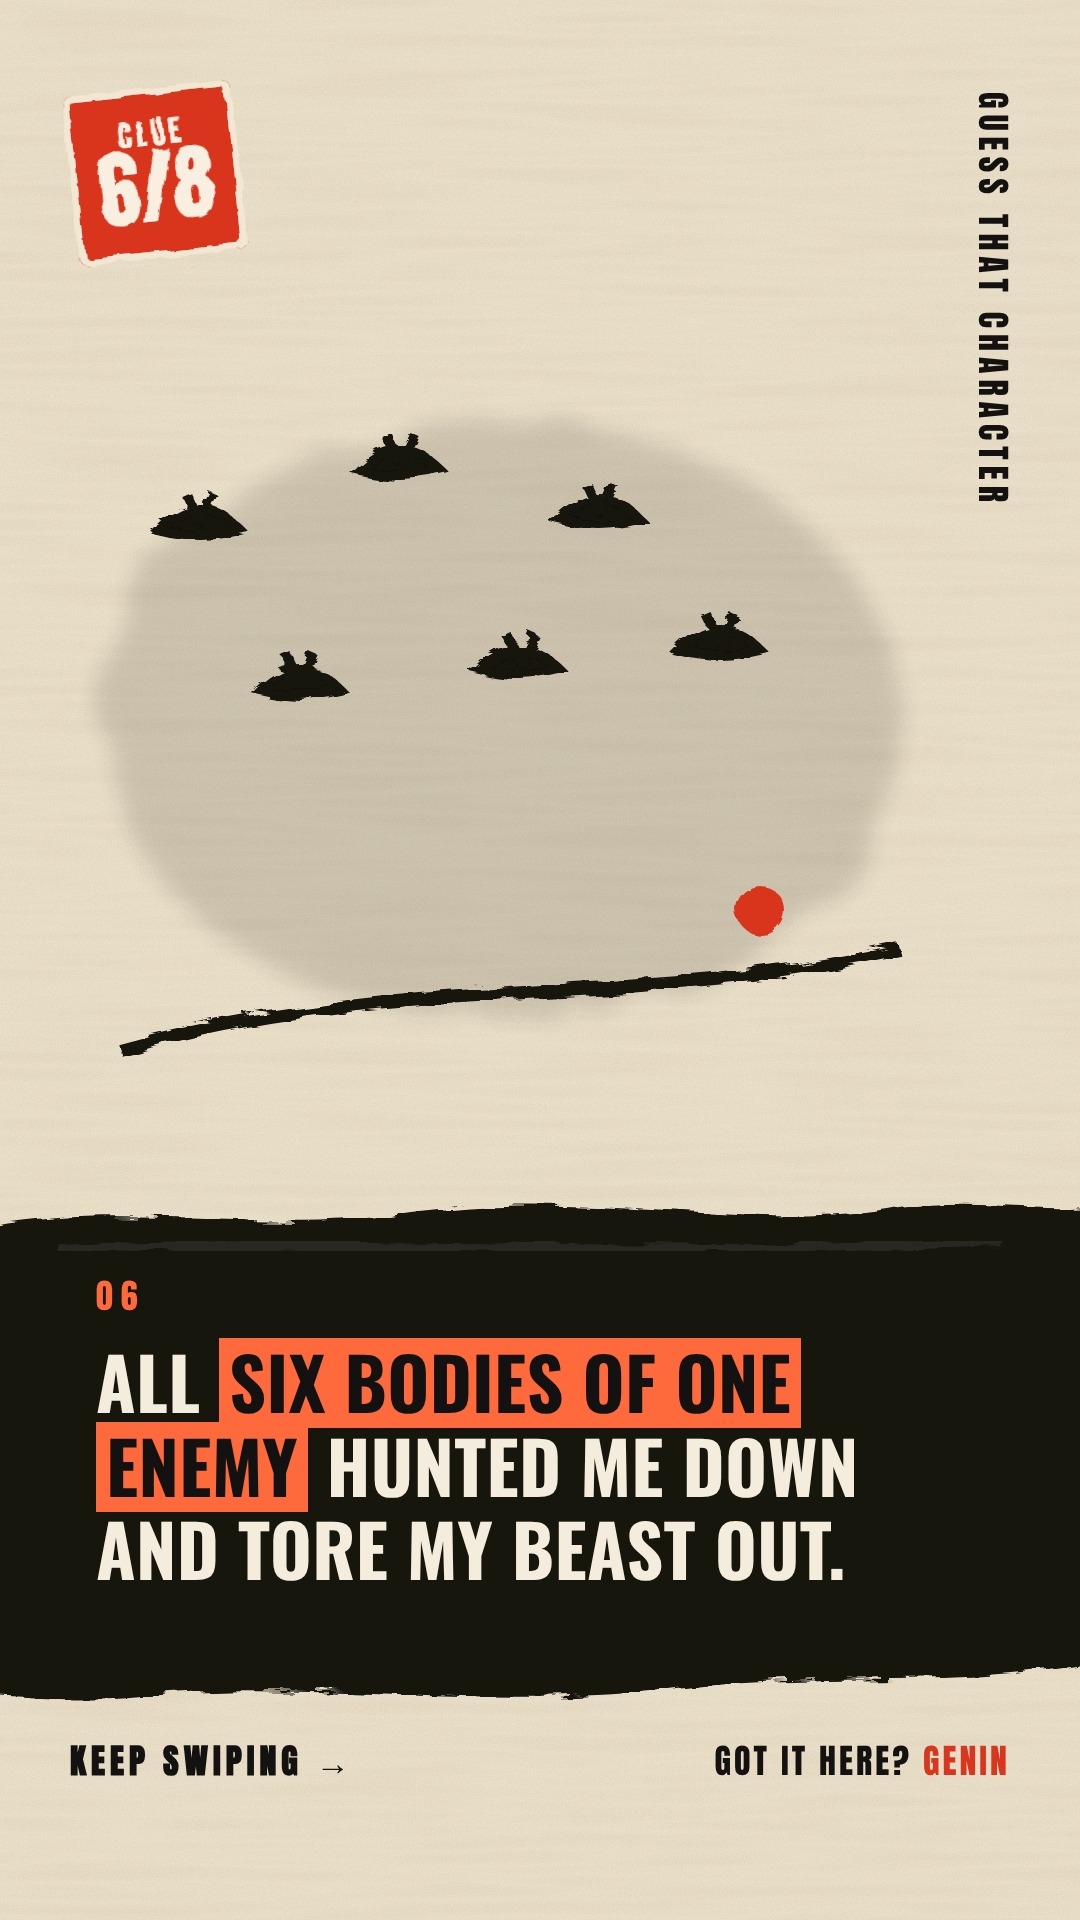 CLUE
6/8
GUESS THAT CHARACTER
06
ALL SIX BODIES OF ONE
ENEMY HUNTED ME DOWN
AND TORE MY BEAST OUT.
KEEP SWIPING →
GOT IT HERE? GENIN